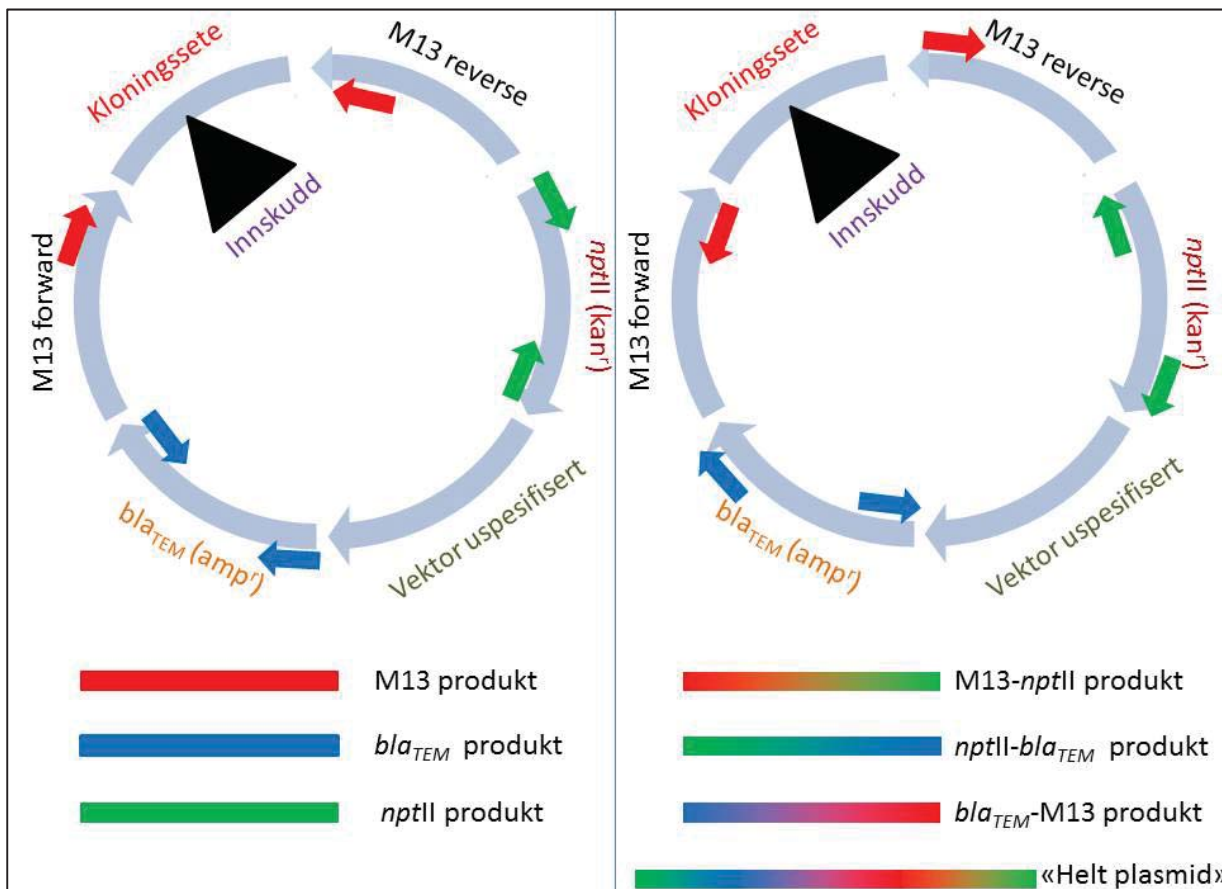 Kloningssete
M13 reverse
Innskudd
M13 forward
nptII (kanʳ)
blaTEM (ampʳ)
Vektor uspesifisert
M13 produkt
blaTEM produkt
nptII produkt
Kloningssete
M13 reverse
Innskudd
M13 forward
nptII (kanʳ)
blaTEM (ampʳ)
Vektor uspesifisert
M13-nptII produkt
nptII-blaTEM produkt
blaTEM-M13 produkt
«Helt plasmid»